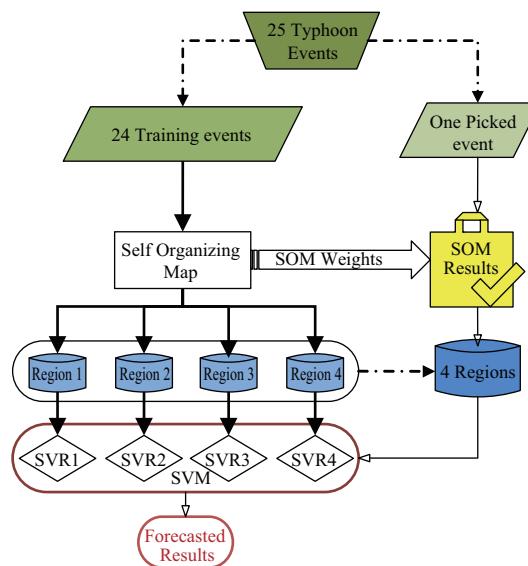 25 Typhoon
Events
24 Training events
One Picked
event
Self Organizing
Map
SOM Weights
SOM
Results
Region 1
Region 2
Region 3
Region 4
4 Regions
SVR1
SVR2
SVR3
SVR4
SVM
Forecasted
Results